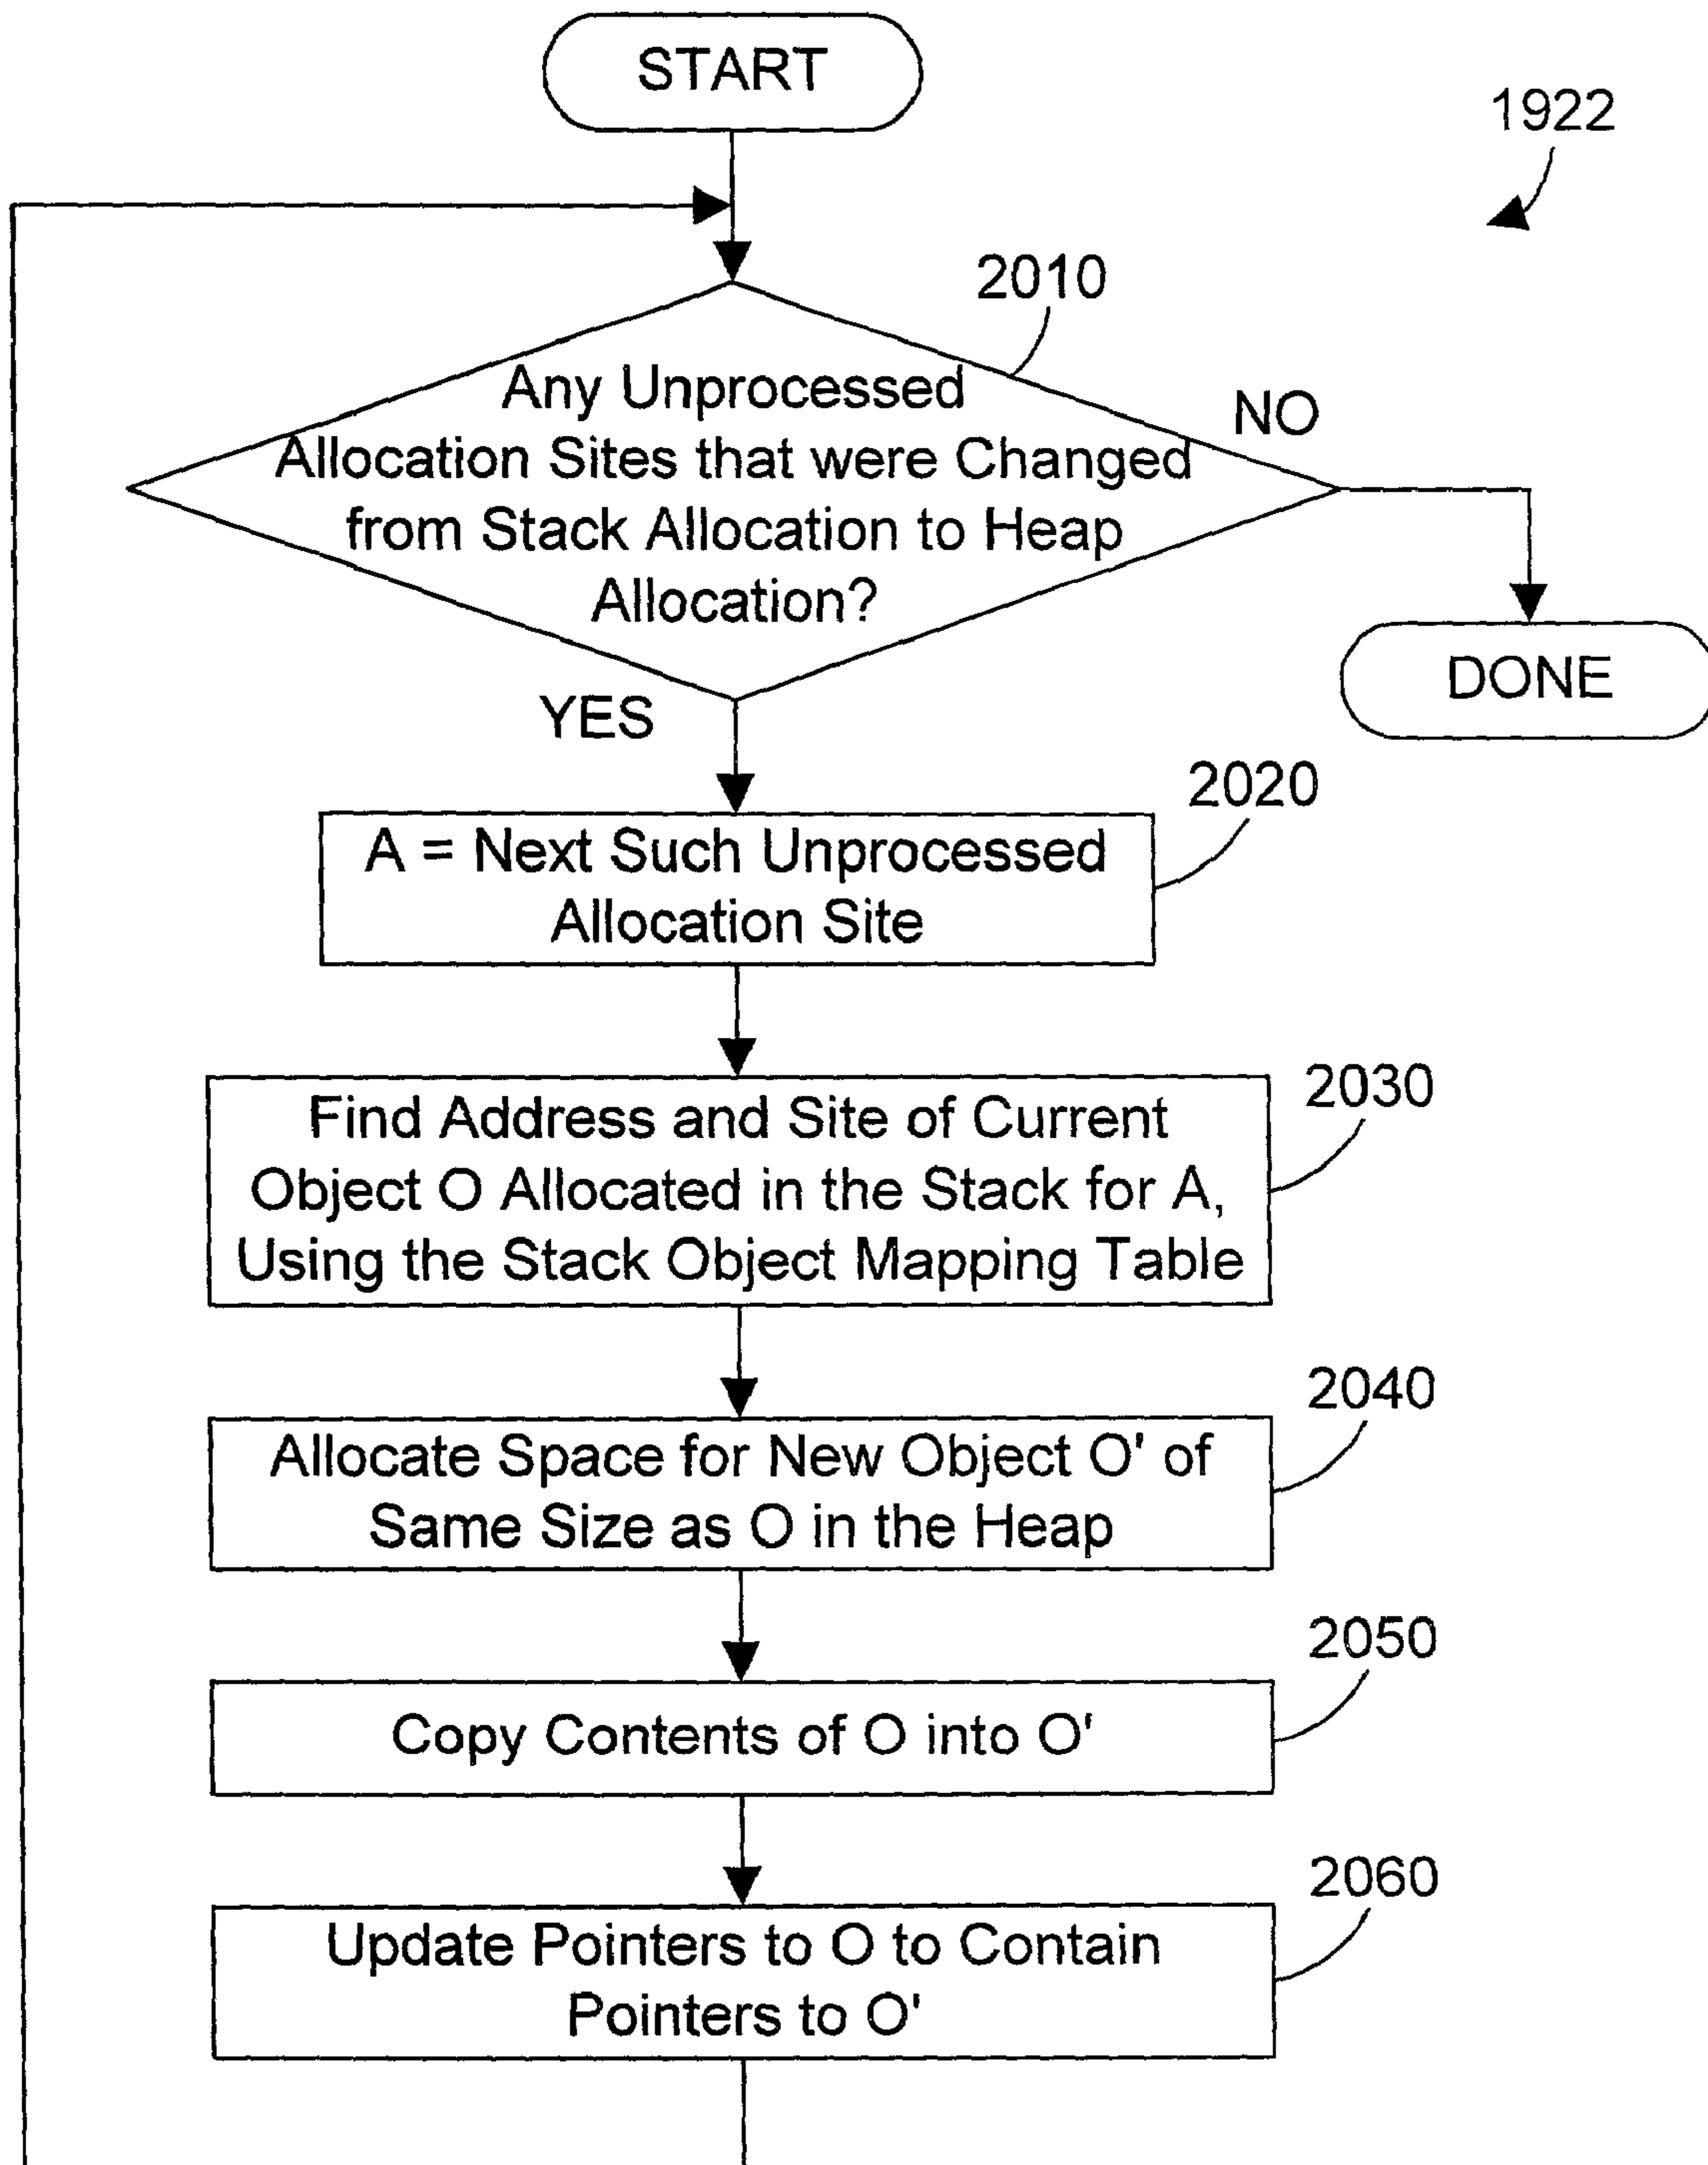 START
1922
2010
Any Unprocessed
Allocation Sites that were Changed
from Stack Allocation to Heap
Allocation?
NO
DONE
YES
2020
A = Next Such Unprocessed
Allocation Site
2030
Find Address and Site of Current
Object O Allocated in the Stack for A,
Using the Stack Object Mapping Table
2040
Allocate Space for New Object O' of
Same Size as O in the Heap
2050
Copy Contents of O into O'
2060
Update Pointers to O to Contain
Pointers to O'